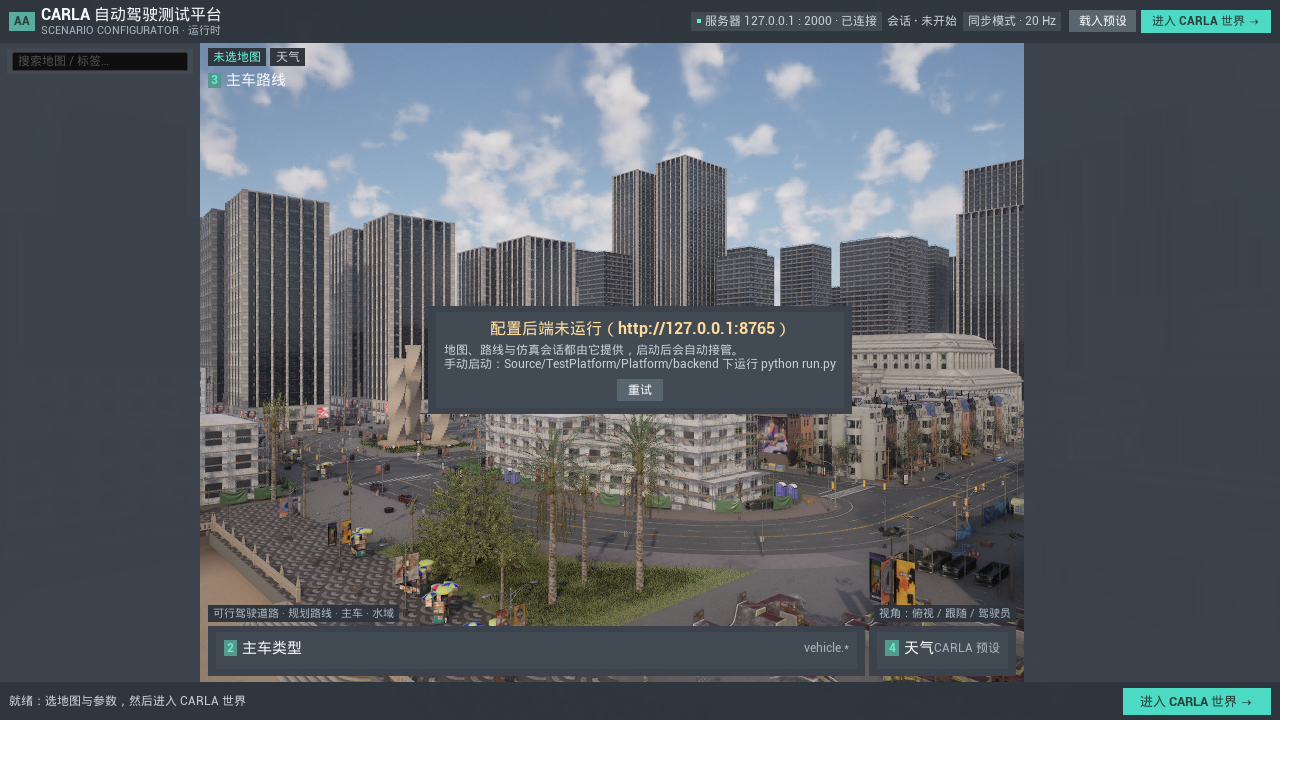 AA
CARLA 自动驾驶测试平台
SCENARIO CONFIGURATOR · 运行时
服务器 127.0.0.1 : 2000 · 已连接
会话 · 未开始
同步模式 · 20 Hz
载入预设
进入 CARLA 世界 →
搜索地图 / 标签...
未选地图
天气
3 主车路线
配置后端未运行（http://127.0.0.1:8765）
地图、路线与仿真会话都由它提供，启动后会自动接管。
手动启动：Source/TestPlatform/Platform/backend 下运行 python run.py
重试
可行驾驶道路 · 规划路线 · 主车 · 水域
视角：俯视 / 跟随 / 驾驶员
2 主车类型
vehicle.*
4 天气CARLA 预设
就绪：选地图与参数，然后进入 CARLA 世界
进入 CARLA 世界 →